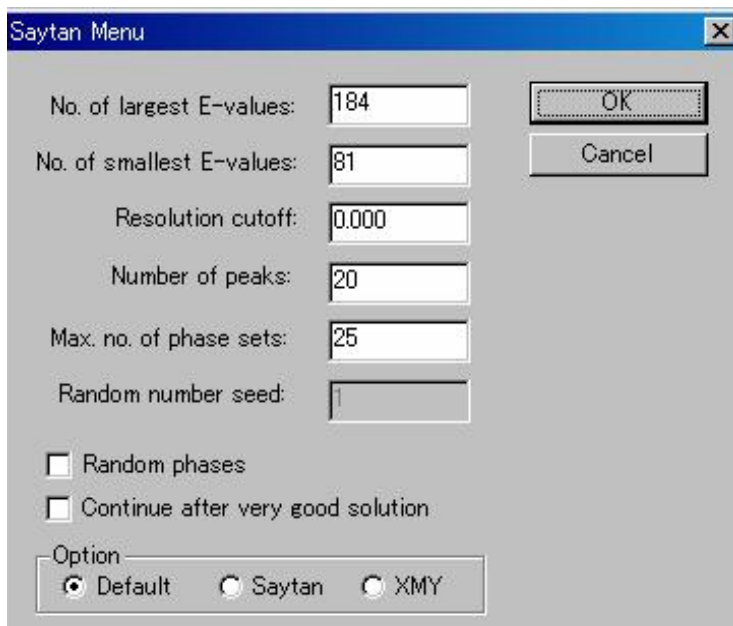 Saytan Menu
No. of largest E-values: 184
OK
No. of smallest E-values: 81
Cancel
Resolution cutoff: 0.000
Number of peaks: 20
Max. no. of phase sets: 25
Random number seed: 1
Random phases
Continue after very good solution
Option
Default Saytan XMY